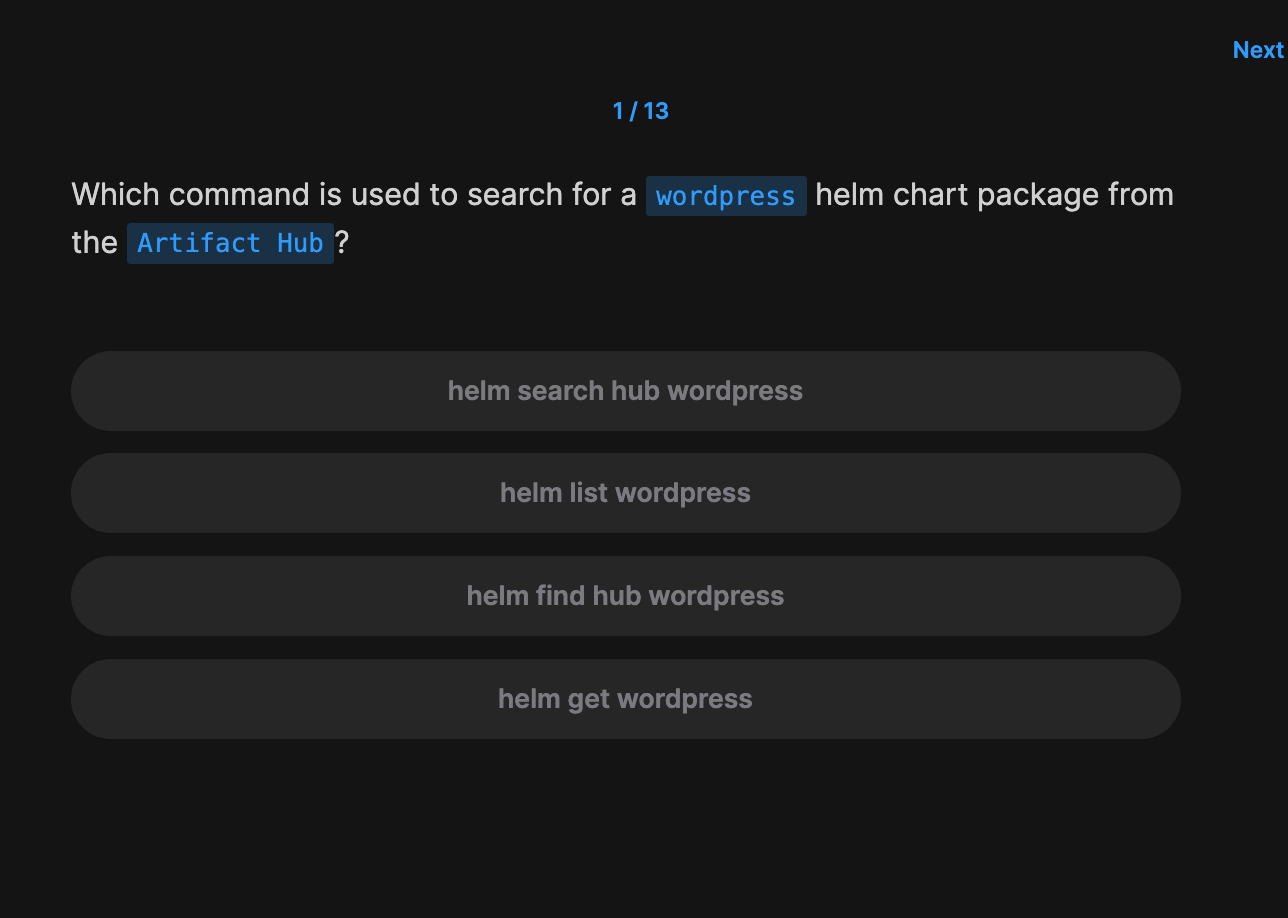 Next
1 / 13
Which command is used to search for a wordpress helm chart package from
the Artifact Hub?
helm search hub wordpress
helm list wordpress
helm find hub wordpress
helm get wordpress